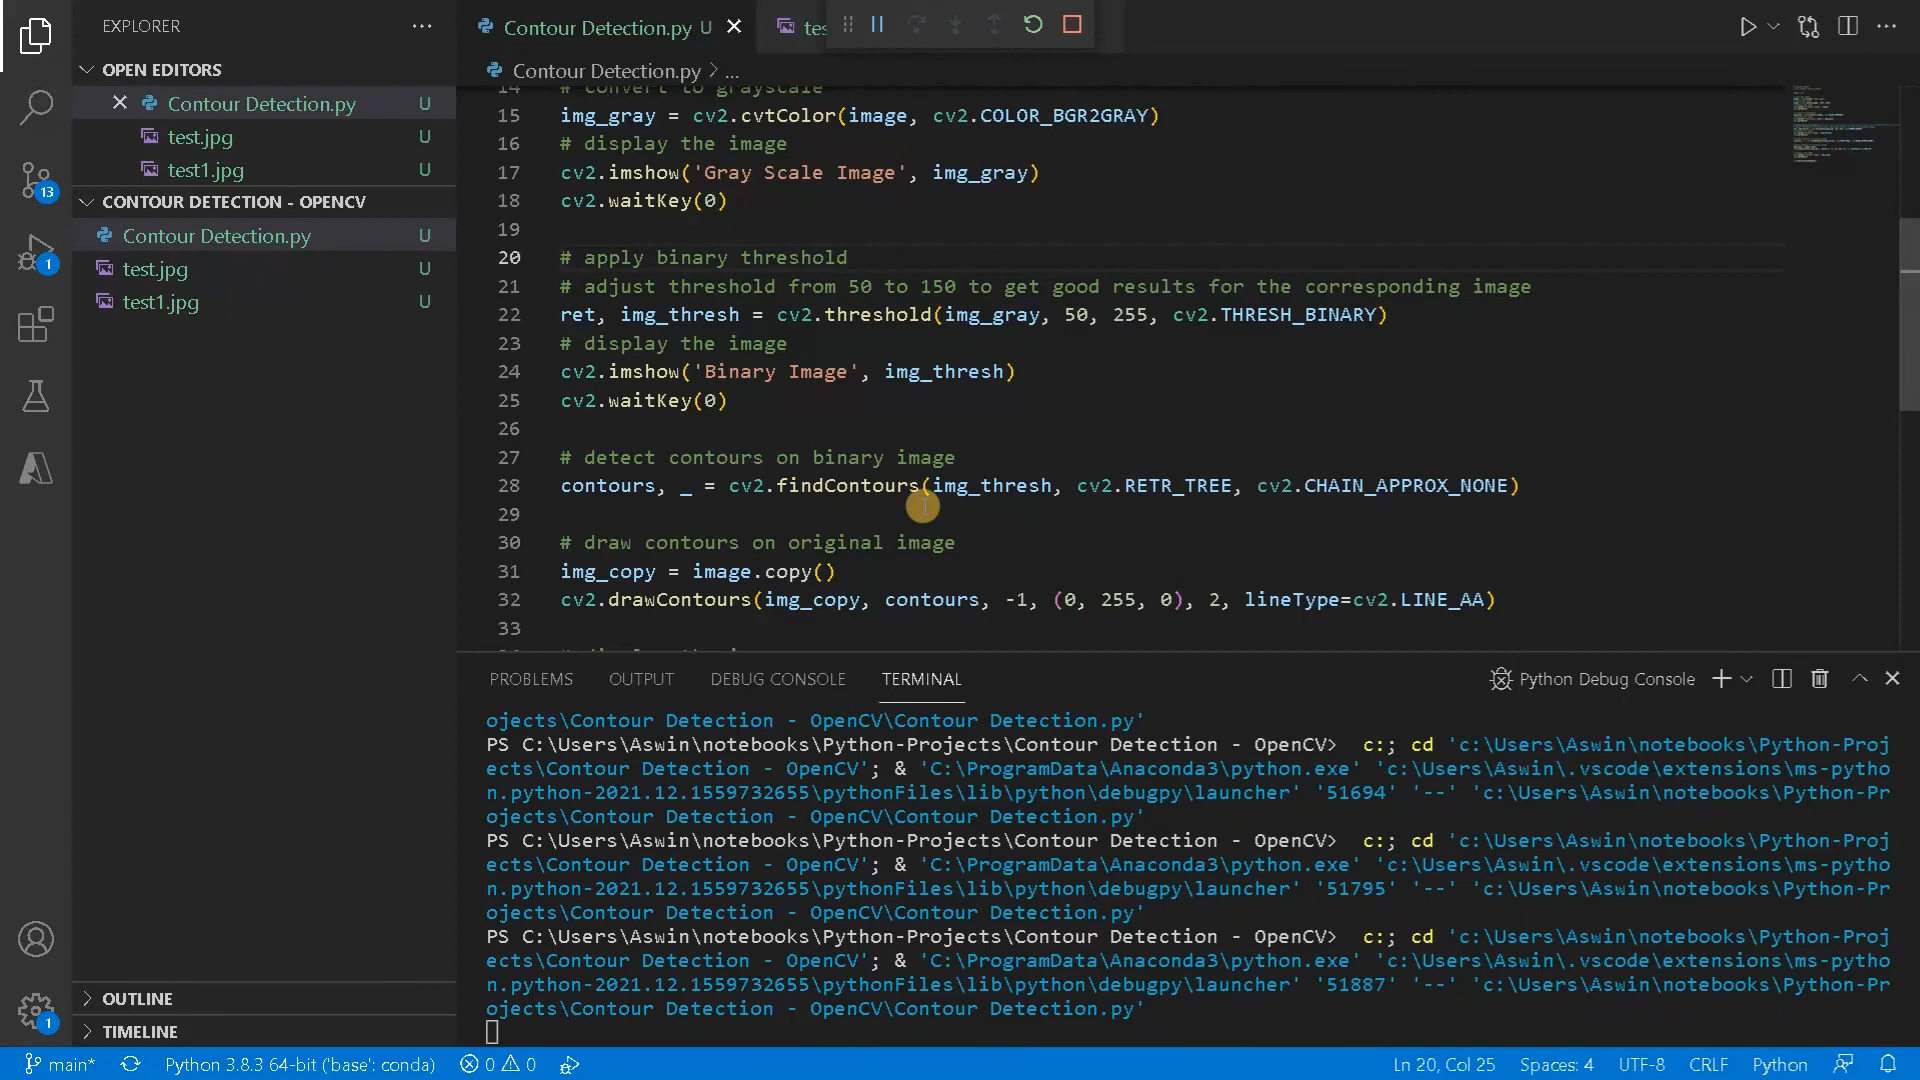 EXPLORER
OPEN EDITORS
Contour Detection.py U
test.jpg U
test1.jpg U
CONTOUR DETECTION - OPENCV
Contour Detection.py U
test.jpg U
test1.jpg U
OUTLINE
TIMELINE
13
1
1
Contour Detection.py U
tes
Contour Detection.py > ...
14 # convert to grayscale
15 img_gray = cv2.cvtColor(image, cv2.COLOR_BGR2GRAY)
16 # display the image
17 cv2.imshow('Gray Scale Image', img_gray)
18 cv2.waitKey(0)
19
20 # apply binary threshold
21 # adjust threshold from 50 to 150 to get good results for the corresponding image
22 ret, img_thresh = cv2.threshold(img_gray, 50, 255, cv2.THRESH_BINARY)
23 # display the image
24 cv2.imshow('Binary Image', img_thresh)
25 cv2.waitKey(0)
26
27 # detect contours on binary image
28 contours, _ = cv2.findContours(img_thresh, cv2.RETR_TREE, cv2.CHAIN_APPROX_NONE)
29
30 # draw contours on original image
31 img_copy = image.copy()
32 cv2.drawContours(img_copy, contours, -1, (0, 255, 0), 2, lineType=cv2.LINE_AA)
33
PROBLEMS OUTPUT DEBUG CONSOLE TERMINAL Python Debug Console
ojects\Contour Detection - OpenCV\Contour Detection.py'
PS C:\Users\Aswin\notebooks\Python-Projects\Contour Detection - OpenCV> c:; cd 'c:\Users\Aswin\notebooks\Python-Proj
ects\Contour Detection - OpenCV'; & 'C:\ProgramData\Anaconda3\python.exe' 'c:\Users\Aswin\.vscode\extensions\ms-pytho
n.python-2021.12.1559732655\pythonFiles\lib\python\debugpy\launcher' '51694' '--' 'c:\Users\Aswin\notebooks\Python-Pr
ojects\Contour Detection - OpenCV\Contour Detection.py'
PS C:\Users\Aswin\notebooks\Python-Projects\Contour Detection - OpenCV> c:; cd 'c:\Users\Aswin\notebooks\Python-Proj
ects\Contour Detection - OpenCV'; & 'C:\ProgramData\Anaconda3\python.exe' 'c:\Users\Aswin\.vscode\extensions\ms-pytho
n.python-2021.12.1559732655\pythonFiles\lib\python\debugpy\launcher' '51795' '--' 'c:\Users\Aswin\notebooks\Python-Pr
ojects\Contour Detection - OpenCV\Contour Detection.py'
PS C:\Users\Aswin\notebooks\Python-Projects\Contour Detection - OpenCV> c:; cd 'c:\Users\Aswin\notebooks\Python-Proj
ects\Contour Detection - OpenCV'; & 'C:\ProgramData\Anaconda3\python.exe' 'c:\Users\Aswin\.vscode\extensions\ms-pytho
n.python-2021.12.1559732655\pythonFiles\lib\python\debugpy\launcher' '51887' '--' 'c:\Users\Aswin\notebooks\Python-Pr
ojects\Contour Detection - OpenCV\Contour Detection.py'
main* Python 3.8.3 64-bit ('base': conda) 0 0 Ln 20, Col 25 Spaces: 4 UTF-8 CRLF Python